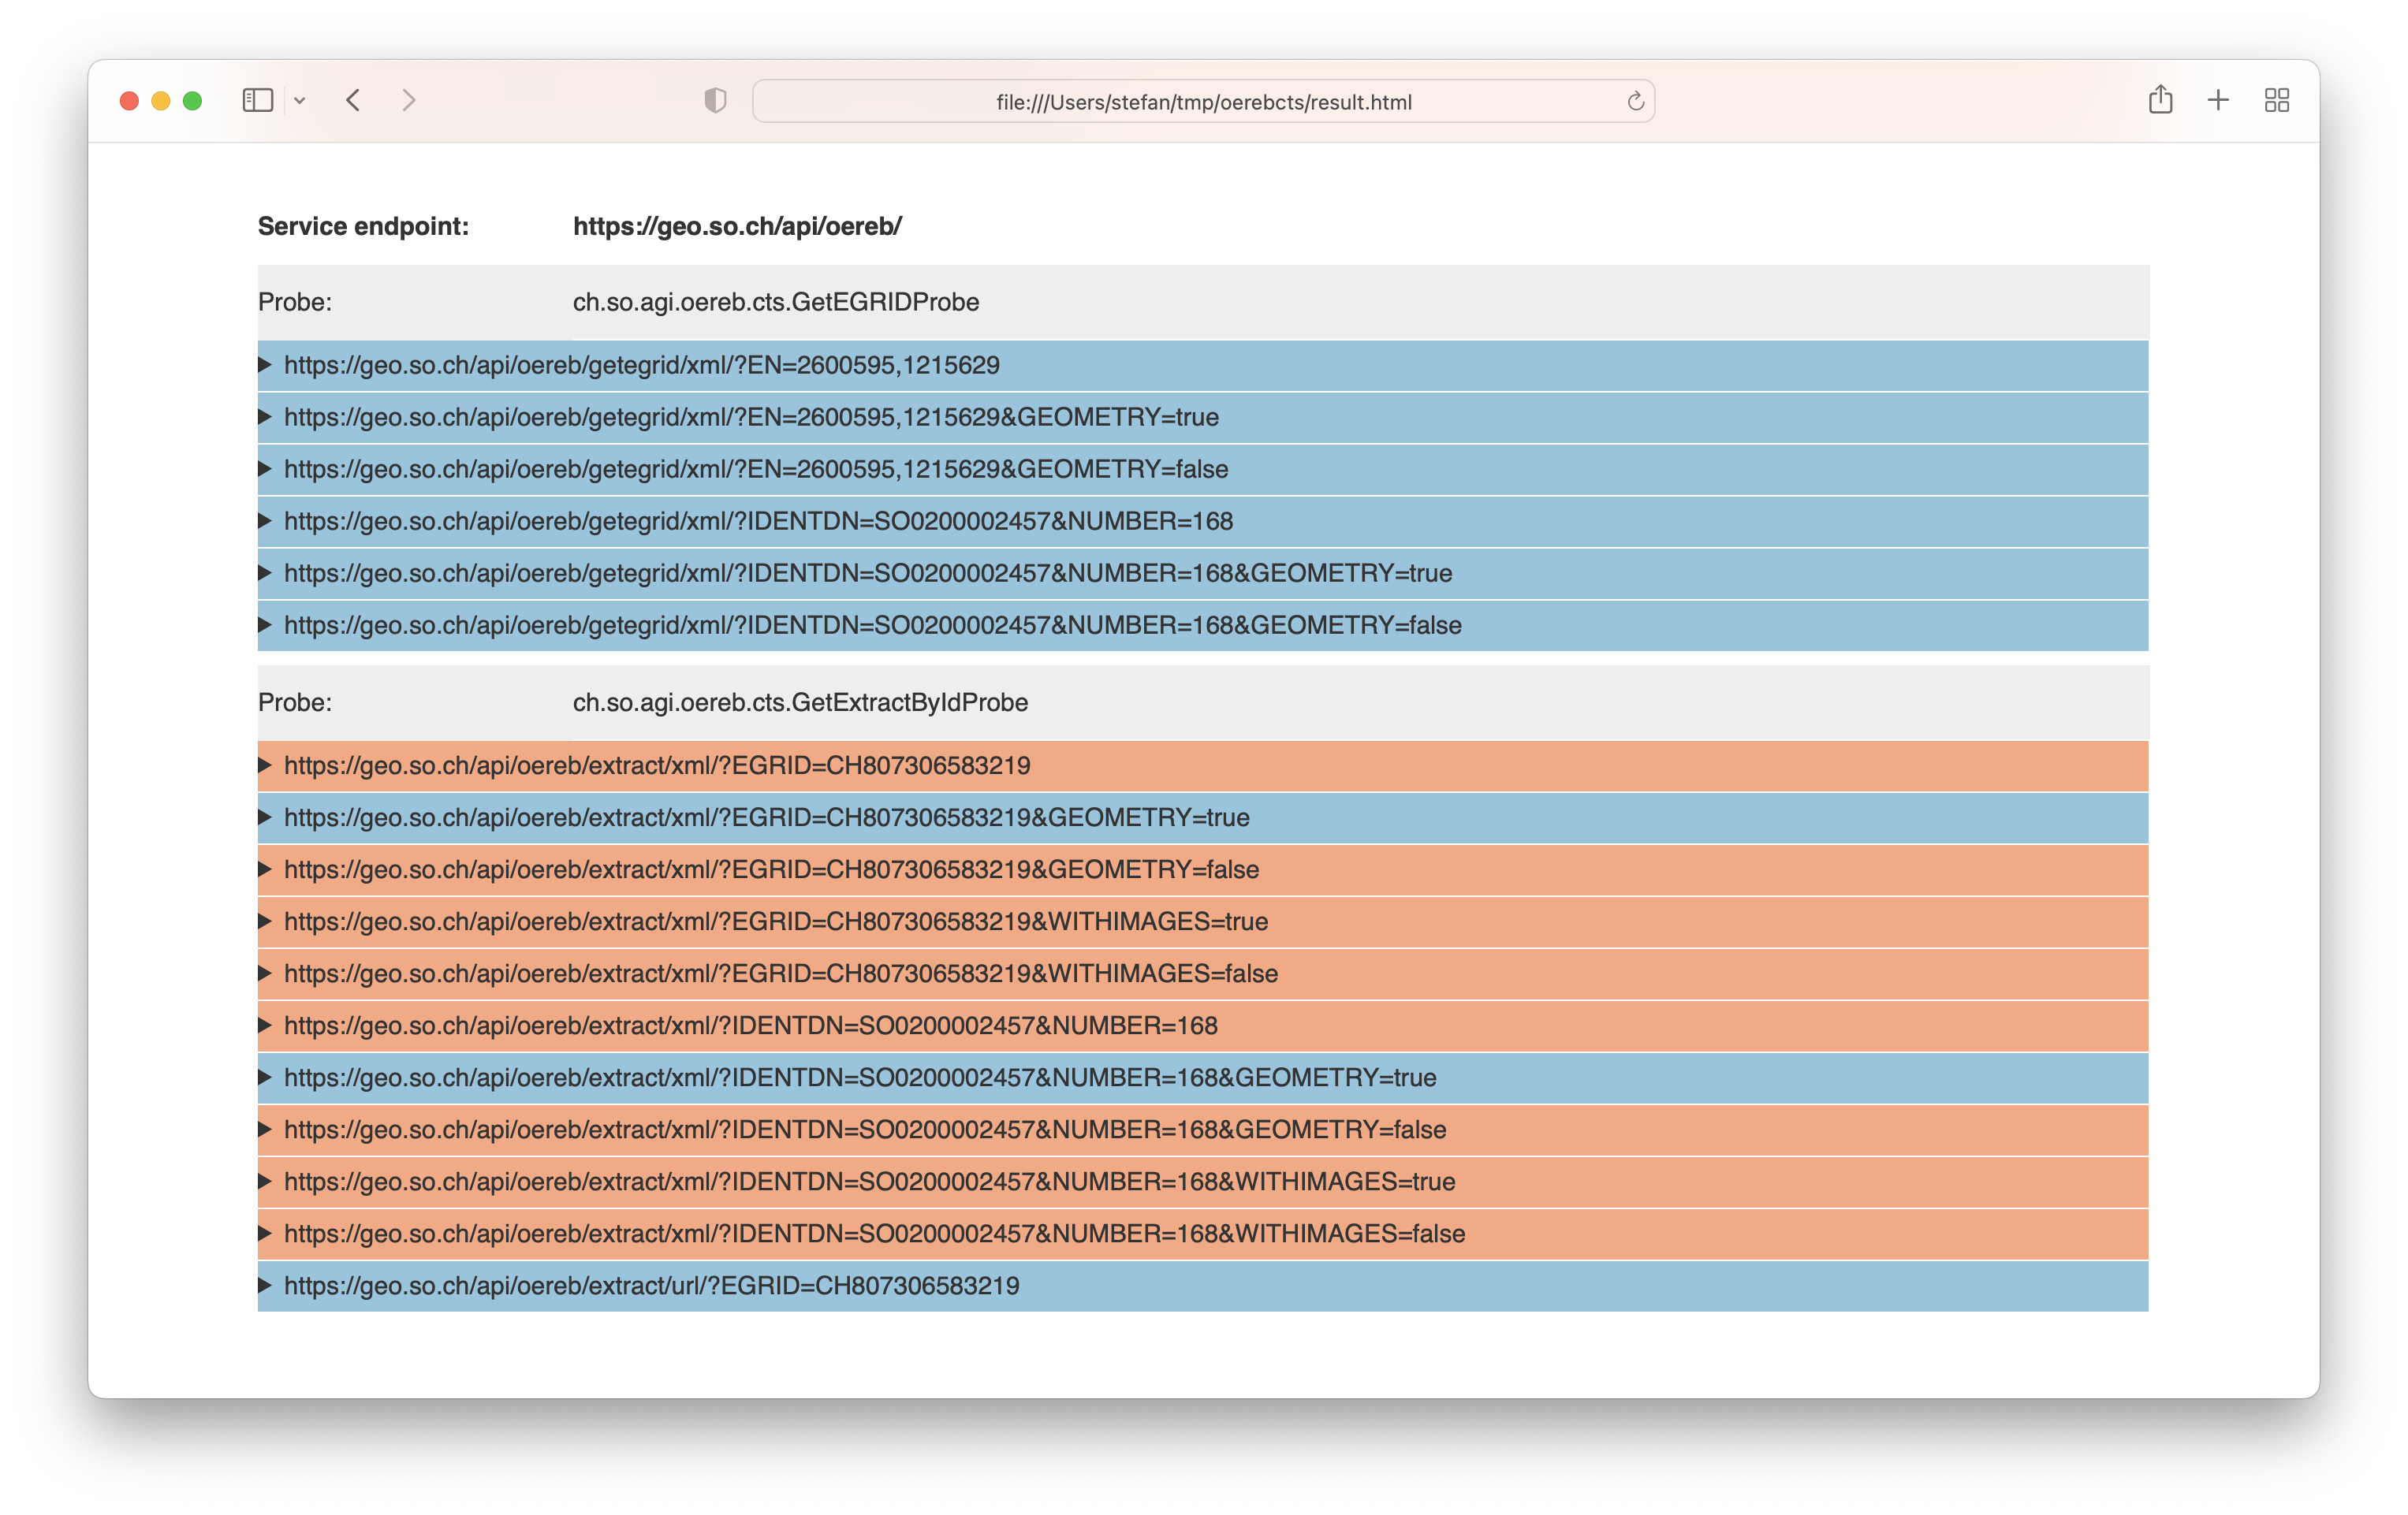 file:///Users/stefan/tmp/oerebcts/result.html
Service endpoint: https://geo.so.ch/api/oereb/
Probe: ch.so.agi.oereb.cts.GetEGRIDProbe
https://geo.so.ch/api/oereb/getegrid/xml/?EN=2600595,1215629
https://geo.so.ch/api/oereb/getegrid/xml/?EN=2600595,1215629&GEOMETRY=true
https://geo.so.ch/api/oereb/getegrid/xml/?EN=2600595,1215629&GEOMETRY=false
https://geo.so.ch/api/oereb/getegrid/xml/?IDENTDN=SO0200002457&NUMBER=168
https://geo.so.ch/api/oereb/getegrid/xml/?IDENTDN=SO0200002457&NUMBER=168&GEOMETRY=true
https://geo.so.ch/api/oereb/getegrid/xml/?IDENTDN=SO0200002457&NUMBER=168&GEOMETRY=false
Probe: ch.so.agi.oereb.cts.GetExtractByIdProbe
https://geo.so.ch/api/oereb/extract/xml/?EGRID=CH807306583219
https://geo.so.ch/api/oereb/extract/xml/?EGRID=CH807306583219&GEOMETRY=true
https://geo.so.ch/api/oereb/extract/xml/?EGRID=CH807306583219&GEOMETRY=false
https://geo.so.ch/api/oereb/extract/xml/?EGRID=CH807306583219&WITHIMAGES=true
https://geo.so.ch/api/oereb/extract/xml/?EGRID=CH807306583219&WITHIMAGES=false
https://geo.so.ch/api/oereb/extract/xml/?IDENTDN=SO0200002457&NUMBER=168
https://geo.so.ch/api/oereb/extract/xml/?IDENTDN=SO0200002457&NUMBER=168&GEOMETRY=true
https://geo.so.ch/api/oereb/extract/xml/?IDENTDN=SO0200002457&NUMBER=168&GEOMETRY=false
https://geo.so.ch/api/oereb/extract/xml/?IDENTDN=SO0200002457&NUMBER=168&WITHIMAGES=true
https://geo.so.ch/api/oereb/extract/xml/?IDENTDN=SO0200002457&NUMBER=168&WITHIMAGES=false
https://geo.so.ch/api/oereb/extract/url/?EGRID=CH807306583219